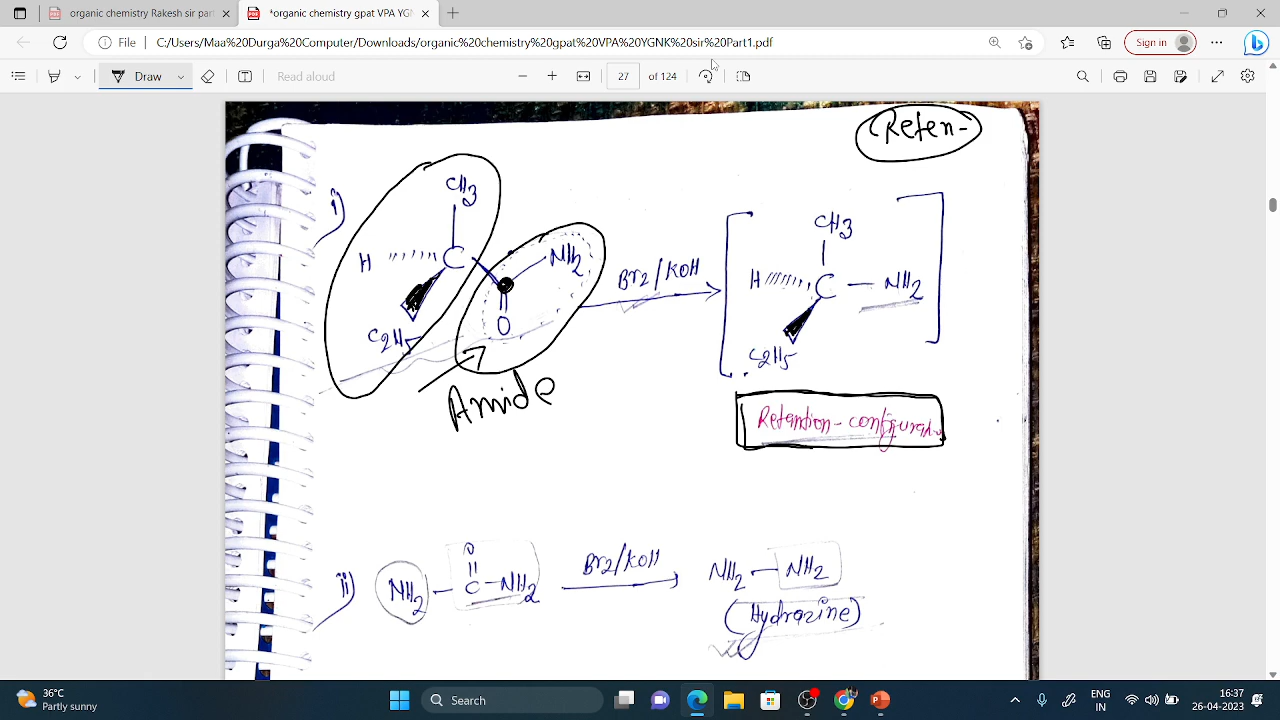 organic chemistry Rakesh sir part
*organic chemistry gpat VPA YGN
File C:/Users/Maa%20Durga%20Computer/Downloads/organic%20chemistry%20gpat%20VPA%20YGNK%20sir%20Part1.pdf
Sign in
Draw
Read aloud
27 of 124
Reten-
i)
CH3
H C NH2
O
C2H5
Amide
Br2/KOH
CH3
H C NH2
C2H5
Retention-configurat
ii)
O
NH2 - C - NH2
Br2/KOH
NH2 - NH2
(Hydrazine)
36°C
Partly sunny
Search
ENG
IN
16:37
26-04-2023